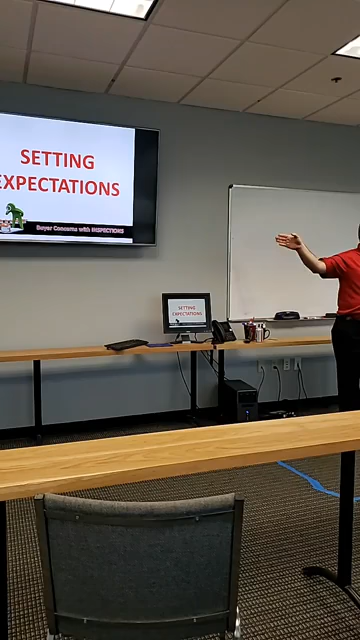 SETTING
EXPECTATIONS
Buyer Concerns with INSPECTIONS
SETTING
EXPECTATIONS